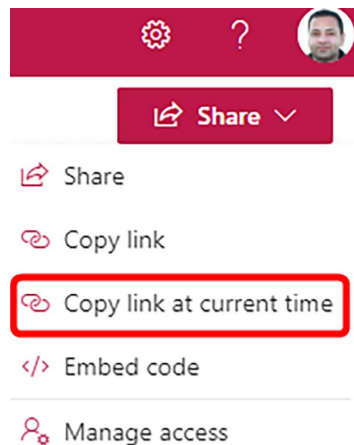 ?
Share
Share
Copy link
Copy link at current time
</> Embed code
Manage access